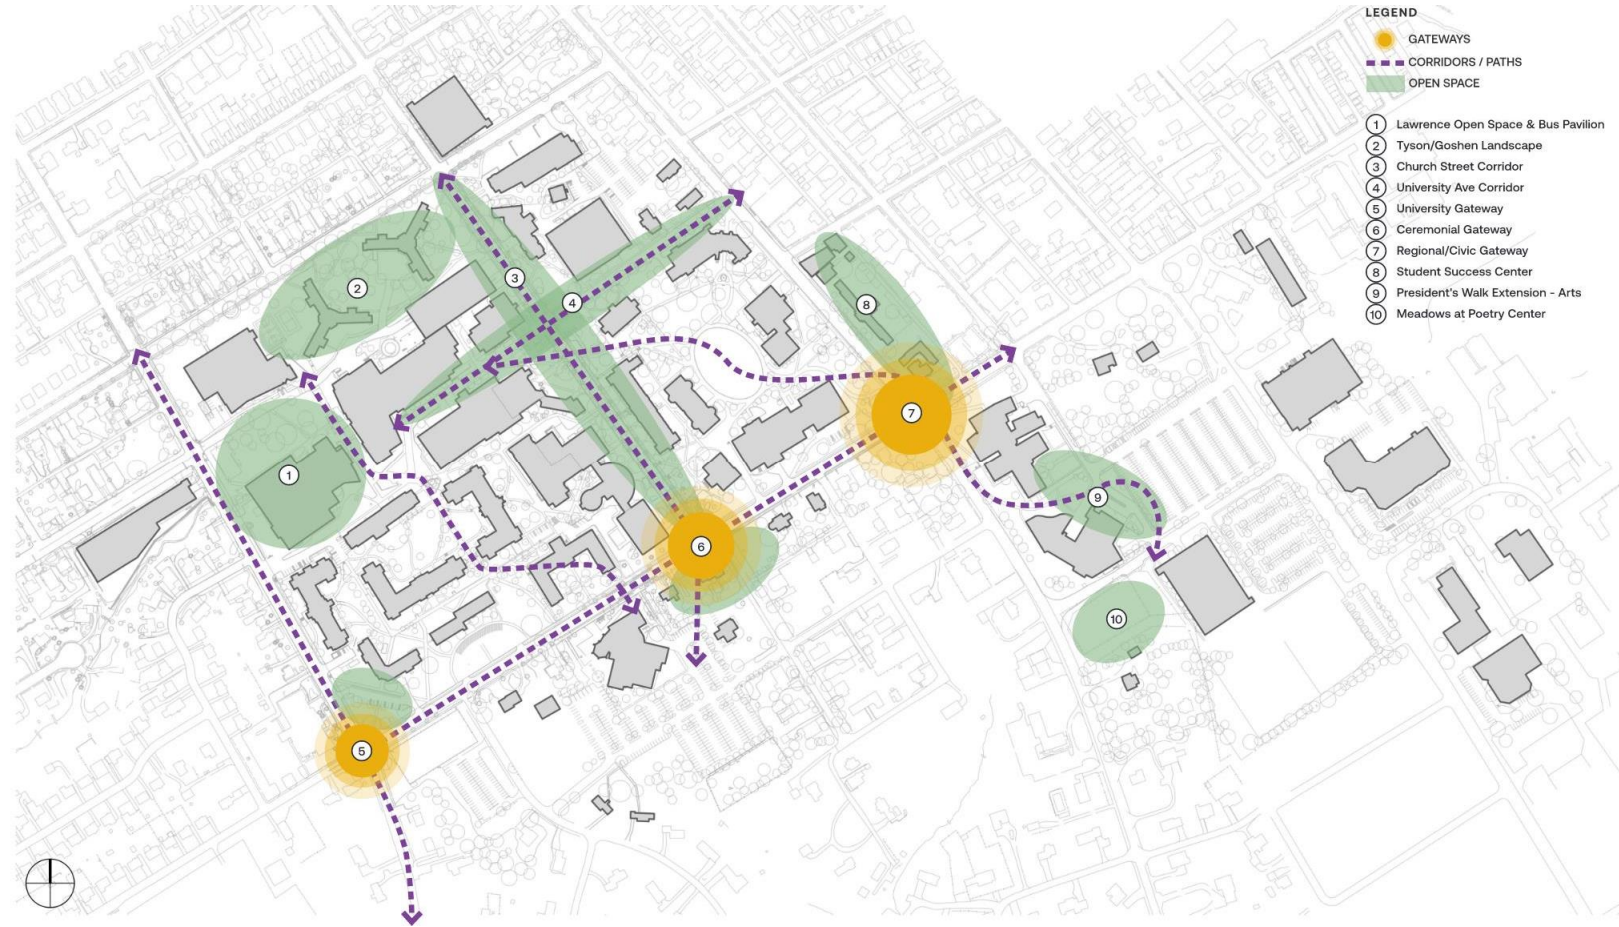 LEGEND
GATEWAYS
CORRIDORS / PATHS
OPEN SPACE
1 Lawrence Open Space & Bus Pavilion
2 Tyson/Goshen Landscape
3 Church Street Corridor
4 University Ave Corridor
5 University Gateway
6 Ceremonial Gateway
7 Regional/Civic Gateway
8 Student Success Center
9 President's Walk Extension - Arts
10 Meadows at Poetry Center
3
2
4
8
7
1
9
6
10
5